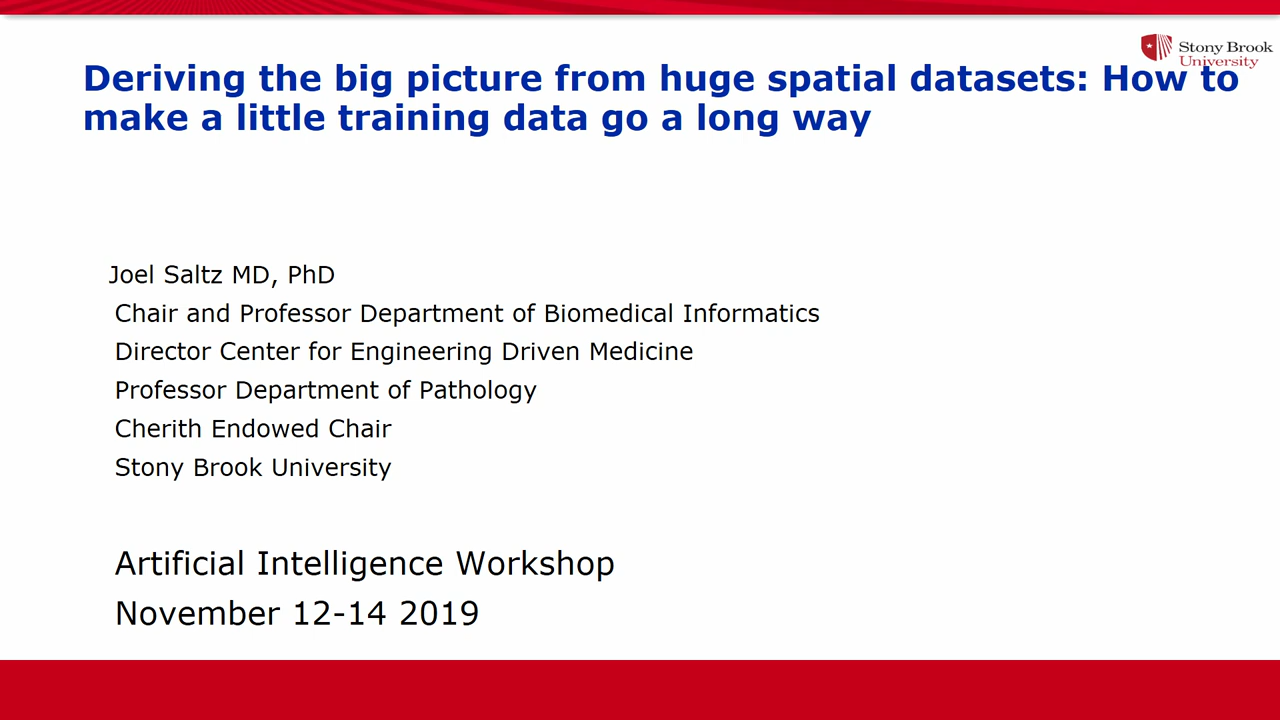 Stony Brook
University
Deriving the big picture from huge spatial datasets: How to
make a little training data go a long way
Joel Saltz MD, PhD
Chair and Professor Department of Biomedical Informatics
Director Center for Engineering Driven Medicine
Professor Department of Pathology
Cherith Endowed Chair
Stony Brook University
Artificial Intelligence Workshop
November 12-14 2019